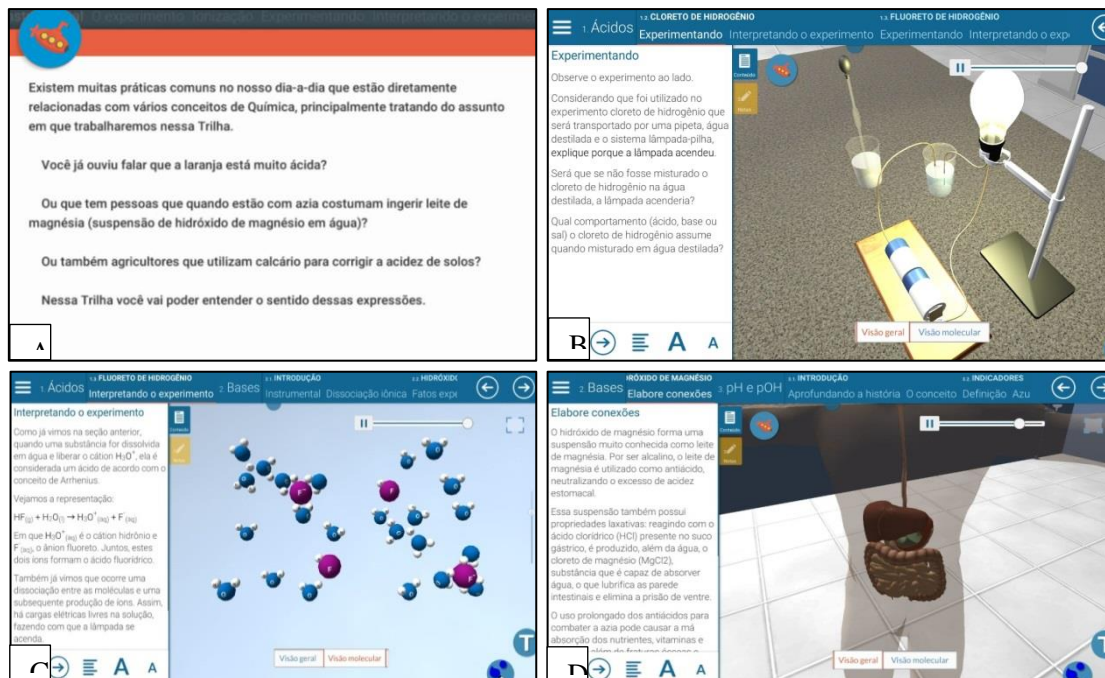 O experimento Ionização
Existem muitas práticas comuns no nosso dia-a-dia que estão diretamente
relacionadas com vários conceitos de Química, principalmente tratando do assunto
em que trabalharemos nessa Trilha.
Você já ouviu falar que a laranja está muito ácida?
Ou que tem pessoas que quando estão com azia costumam ingerir leite de
magnésia (suspensão de hidróxido de magnésio em água)?
Ou também agricultores que utilizam calcário para corrigir a acidez de solos?
Nessa Trilha você vai poder entender o sentido dessas expressões.
1.2. CLORETO DE HIDROGÊNIO 1.3. FLUORETO DE HIDROGÊNIO
1. Ácidos Experimentando Interpretando o experimento Experimentando Interpretando o exp
Experimentando
Observe o experimento ao lado.
Considerando que foi utilizado no
experimento cloreto de hidrogênio que
será transportado por uma pipeta, água
destilada e o sistema lâmpada-pilha,
explique porque a lâmpada acendeu.
Será que se não fosse misturado o
cloreto de hidrogênio na água
destilada, a lâmpada acenderia?
Qual comportamento (ácido, base ou
sal) o cloreto de hidrogênio assume
quando misturado em água destilada?
Conteúdo
Notas
Visão geral Visão molecular
B A A
1.3. FLUORETO DE HIDROGÊNIO 2.1. INTRODUÇÃO 2.2. HIDRÓXID
1. Ácidos Interpretando o experimento 2. Bases Instrumental Dissociação iônica Fatos exp
Interpretando o experimento
Como já vimos na seção anterior,
quando uma substância for dissolvida
em água e liberar o cátion H₃O⁺, ela é
considerada um ácido de acordo com o
conceito de Arrhenius.
Vejamos a representação:
HF(g) + H₂O(l) → H₃O⁺(aq) + F⁻(aq)
Em que H₃O⁺(aq) é o cátion hidrônio e
F⁻(aq), o ânion fluoreto. Juntos, estes
dois íons formam o ácido fluorídrico.
Também já vimos que ocorre uma
dissociação entre as moléculas e uma
subsequente produção de íons. Assim,
há cargas elétricas livres na solução,
fazendo com que a lâmpada se
acenda.
Conteúdo
Notas
Visão geral Visão molecular
T
C A A
RÓXIDO DE MAGNÉSIO 3.1. INTRODUÇÃO 3.2. INDICADORES
2. Bases Elabore conexões 3. pH e pOH Aprofundando a história O conceito Definição Azu
Elabore conexões
O hidróxido de magnésio forma uma
suspensão muito conhecida como leite
de magnésia. Por ser alcalino, o leite de
magnésia é utilizado como antiácido,
neutralizando o excesso de acidez
estomacal.
Essa suspensão também possui
propriedades laxativas: reagindo com o
ácido clorídrico (HCl) presente no suco
gástrico, é produzido, além da água, o
cloreto de magnésio (MgCl2),
substância que é capaz de absorver
água, o que lubrifica as parede
intestinais e elimina a prisão de ventre.
O uso prolongado dos antiácidos para
combater a azia pode causar a má
absorção dos nutrientes, vitaminas e
Conteúdo
Notas
Visão geral Visão molecular
T
D A A